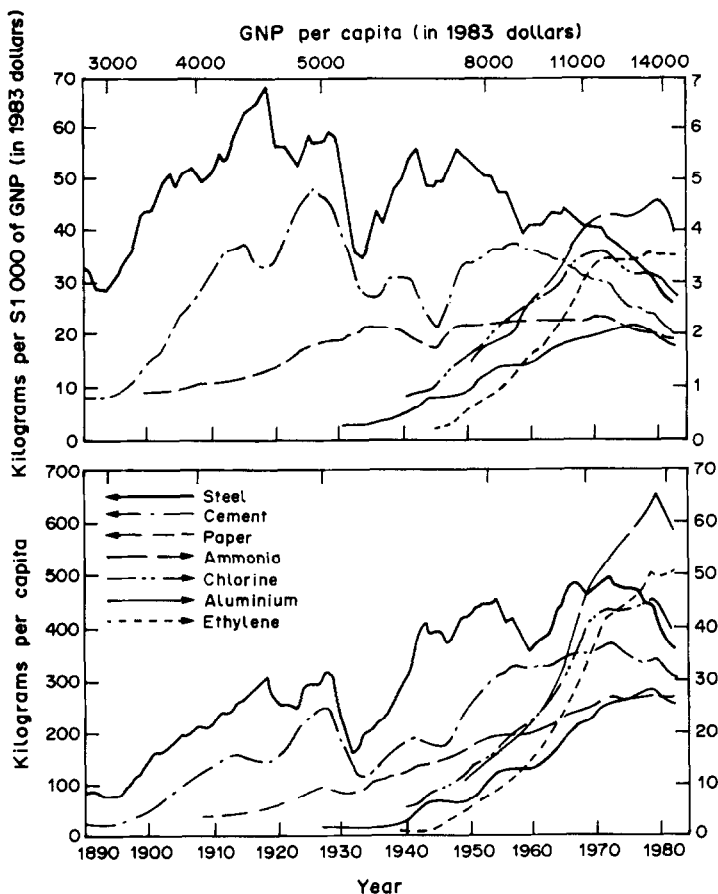 GNP per capita (in 1983 dollars)
3000 4000 5000 8000 11000 14000
Kilograms per $1 000 of GNP (in 1983 dollars)
70 7
60 6
50 5
40 4
30 3
20 2
10 1
0 0
Kilograms per capita
700 70
600 60
500 50
400 40
300 30
200 20
100 10
0 0
Steel
Cement
Paper
Ammonia
Chlorine
Aluminium
Ethylene
1890 1900 1910 1920 1930 1940 1950 1960 1970 1980
Year